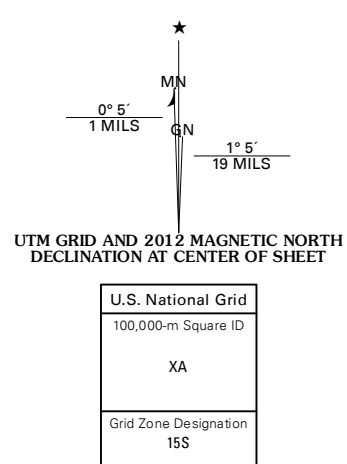 ★
MN
0° 5´
1 MILS
GN
1° 5´
19 MILS
UTM GRID AND 2012 MAGNETIC NORTH
DECLINATION AT CENTER OF SHEET
U.S. National Grid
100,000-m Square ID
XA
Grid Zone Designation
15S